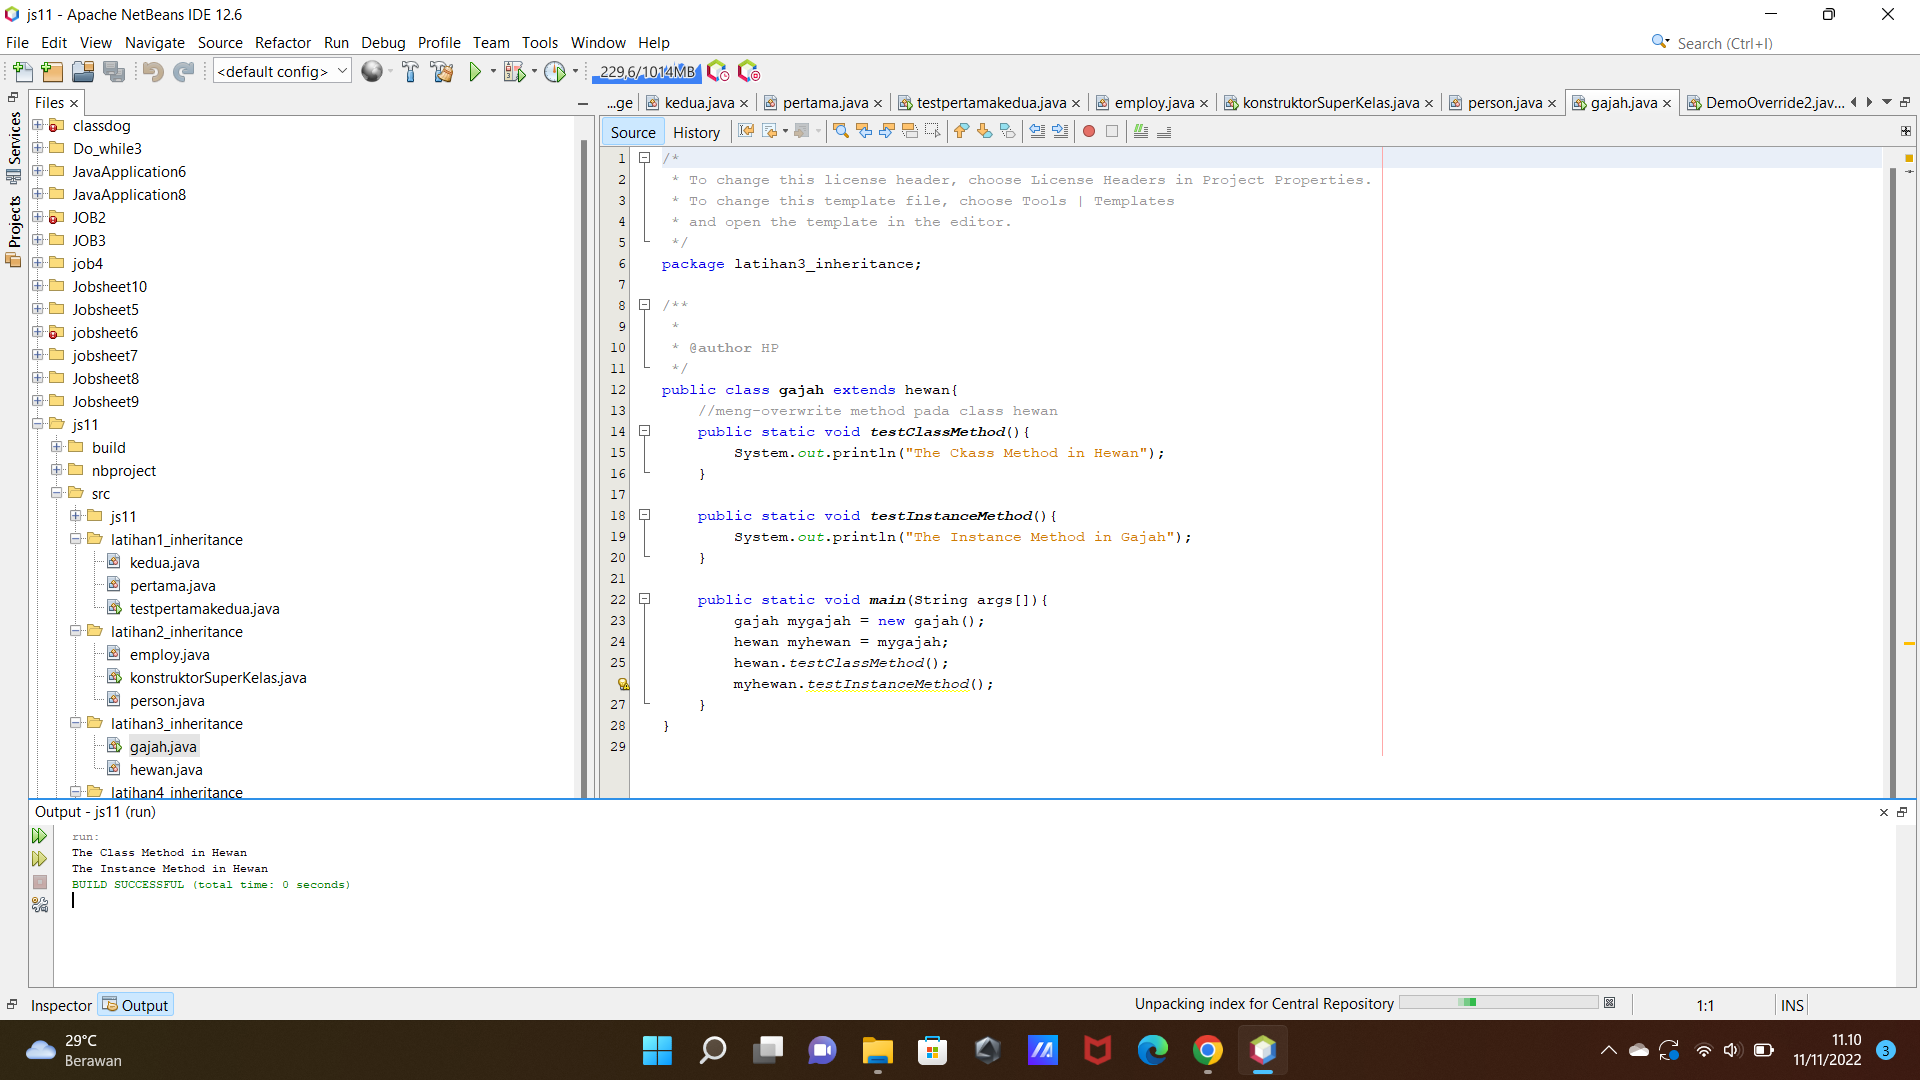 js11 - Apache NetBeans IDE 12.6
File Edit View Navigate Source Refactor Run Debug Profile Team Tools Window Help
Search (Ctrl+I)
<default config>
229,6/1014MB
Files
...ge kedua.java pertama.java testpertamakedua.java employ.java konstruktorSuperKelas.java person.java gajah.java DemoOverride2.jav...
Services
Projects
Source History
classdog
Do_while3
JavaApplication6
JavaApplication8
JOB2
JOB3
job4
Jobsheet10
Jobsheet5
jobsheet6
jobsheet7
Jobsheet8
Jobsheet9
js11
build
nbproject
src
js11
latihan1_inheritance
kedua.java
pertama.java
testpertamakedua.java
latihan2_inheritance
employ.java
konstruktorSuperKelas.java
person.java
latihan3_inheritance
gajah.java
hewan.java
latihan4_inheritance
1 /*
2 * To change this license header, choose License Headers in Project Properties.
3 * To change this template file, choose Tools | Templates
4 * and open the template in the editor.
5 */
6 package latihan3_inheritance;
7
8 /**
9 *
10 * @author HP
11 */
12 public class gajah extends hewan{
13 //meng-overwrite method pada class hewan
14 public static void testClassMethod(){
15 System.out.println("The Ckass Method in Hewan");
16 }
17
18 public static void testInstanceMethod(){
19 System.out.println("The Instance Method in Gajah");
20 }
21
22 public static void main(String args[]){
23 gajah mygajah = new gajah();
24 hewan myhewan = mygajah;
25 hewan.testClassMethod();
myhewan.testInstanceMethod();
27 }
28 }
29
Output - js11 (run)
run:
The Class Method in Hewan
The Instance Method in Hewan
BUILD SUCCESSFUL (total time: 0 seconds)
Inspector Output
Unpacking index for Central Repository
1:1
INS
29°C
Berawan
11.10
11/11/2022
3